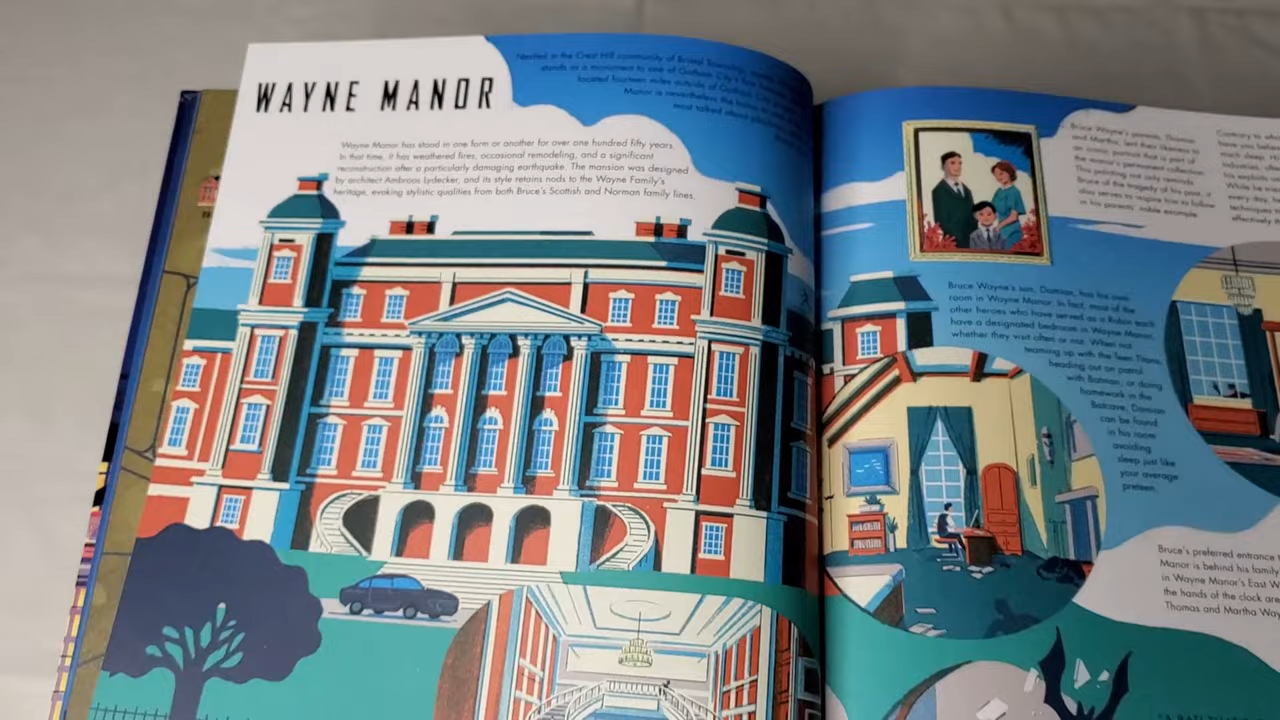 WAYNE MANOR
Nestled in the Crest Hill community of Bristol Township,
stands as a monument to one of Gotham City's
located fourteen miles outside of Gotham
Manor is nevertheless the
most talked about
Wayne Manor has stood in one form or another for over one hundred fifty years.
In that time, it has weathered fires, occasional remodeling, and a significant
reconstruction after a particularly damaging earthquake. The mansion was designed
by architect Ambroos Lydecker, and its style retains nods to the Wayne Family's
heritage, evoking stylistic qualities from both Bruce's Scottish and Norman family lines.
Bruce Wayne's parents, Thomas
and Martha, lent their likeness to
an iconic portrait that is part of
the manor's permanent collection.
This painting not only reminds
Bruce of the tragedy of his past, it
also serves to inspire him to follow
in his parents' noble example.
Contrary to
have you
much sleep.
Industries,
his
While he
every day,
techniques
effectively
Bruce Wayne's son, Damian, has his own
room in Wayne Manor. In fact, most of the
other heroes who have served as a Robin each
have a designated bedroom in Wayne Manor,
whether they visit often or not. When not
teaming up with the Teen Titans,
heading out on patrol
with Batman, or doing
homework in the
Batcave, Damian
can be found
in his room
avoiding
sleep just like
your average
preteen.
Bruce's preferred entrance
Manor is behind his family
in Wayne Manor's East
the hands of the clock are
Thomas and Martha